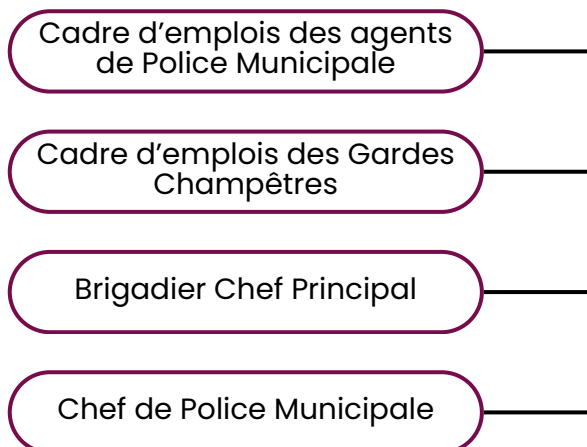 Cadre d'emplois des agents
de Police Municipale
Cadre d'emplois des Gardes
Champêtres
Brigadier Chef Principal
Chef de Police Municipale